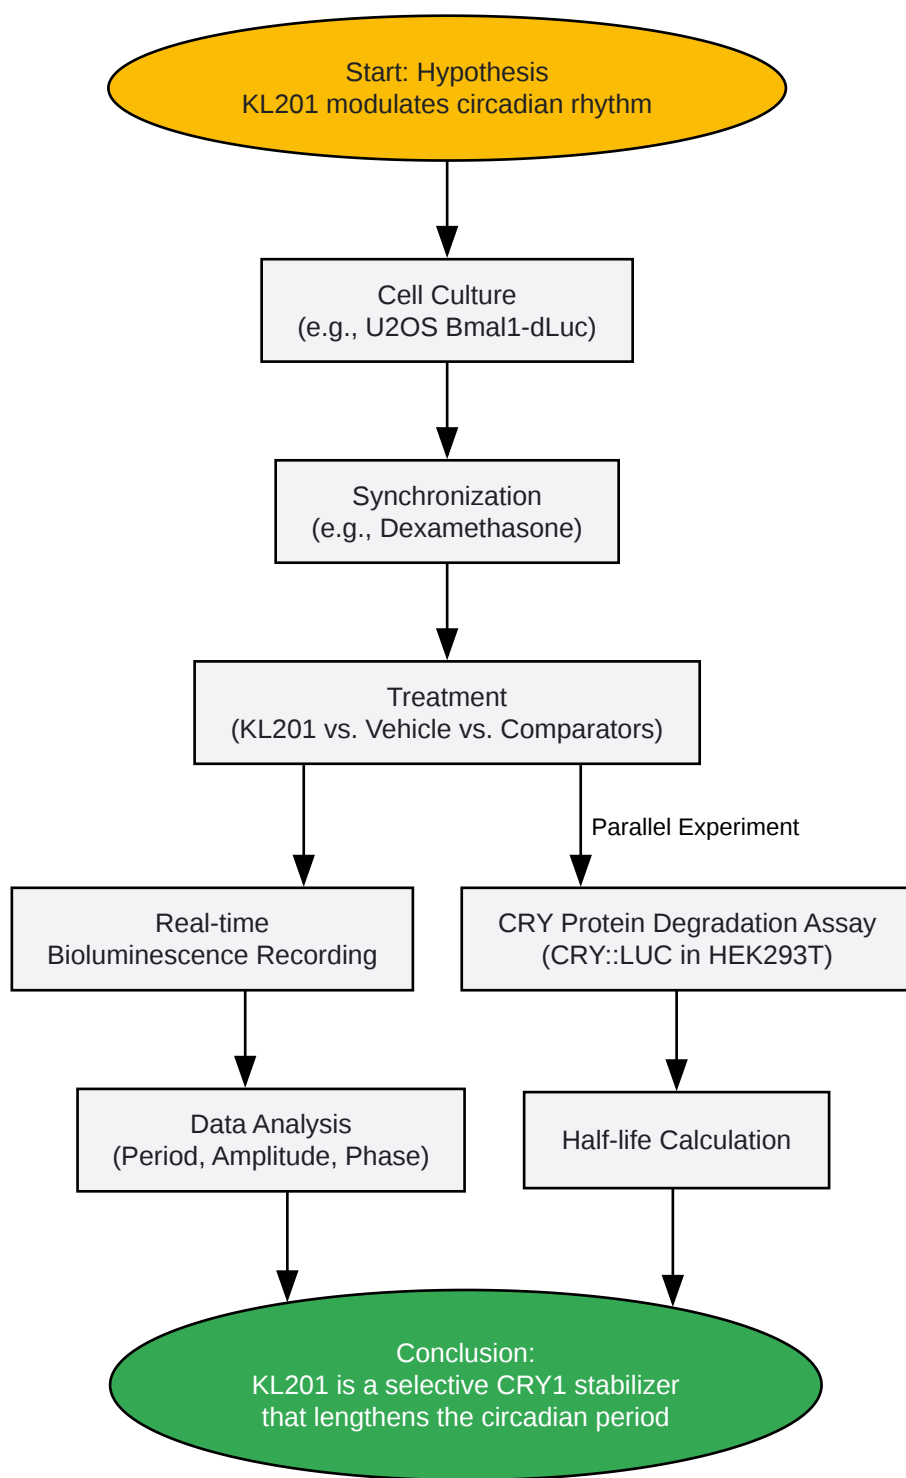 Start: Hypothesis
KL201 modulates circadian rhythm
Cell Culture
(e.g., U2OS Bmal1-dLuc)
Synchronization
(e.g., Dexamethasone)
Treatment
(KL201 vs. Vehicle vs. Comparators)
Parallel Experiment
Real-time
Bioluminescence Recording
CRY Protein Degradation Assay
(CRY::LUC in HEK293T)
Data Analysis
(Period, Amplitude, Phase)
Half-life Calculation
Conclusion:
KL201 is a selective CRY1 stabilizer
that lengthens the circadian period